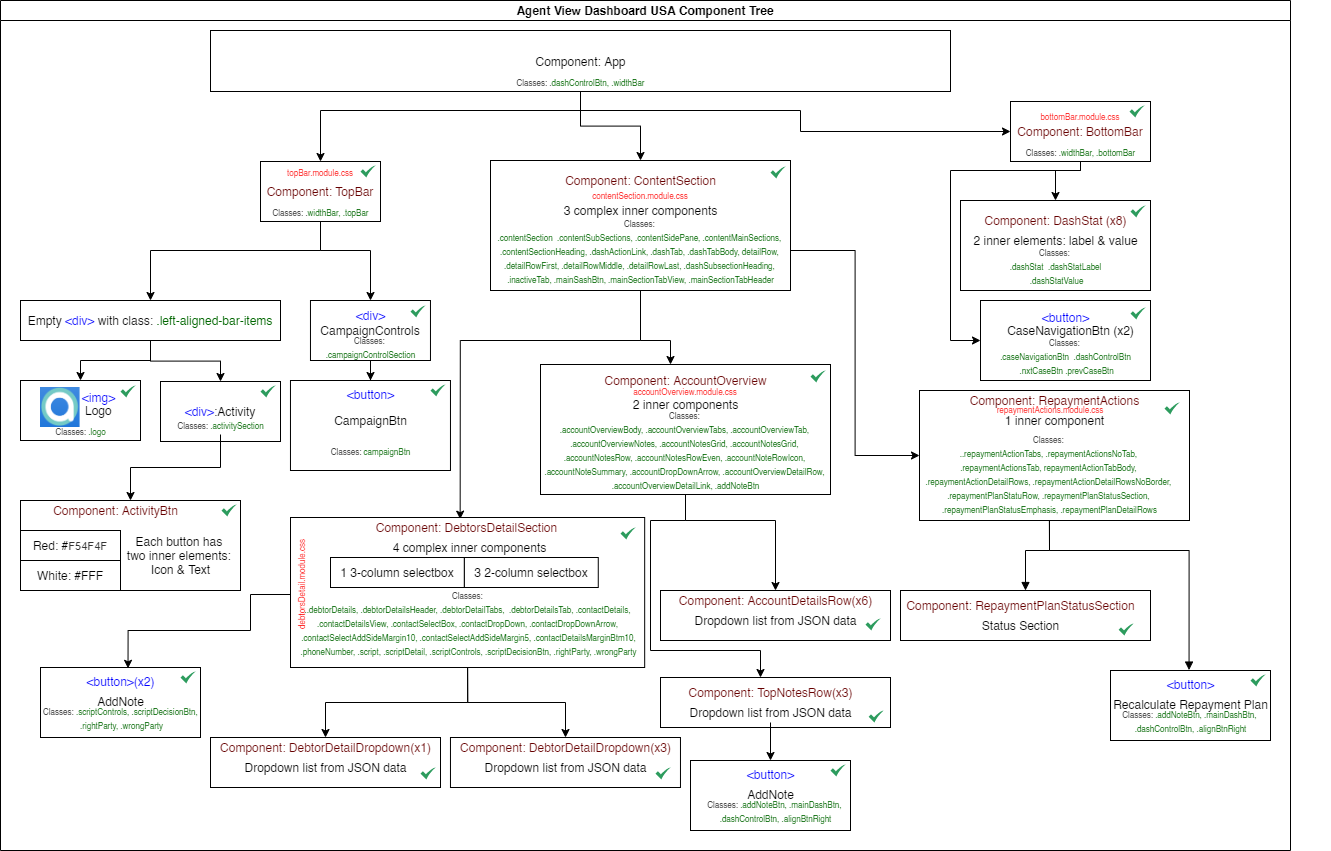 Agent View Dashboard USA Component Tree
Component: App
Classes: .dashControlBtn, .widthBar
bottomBar.module.css
Component: BottomBar
Classes: .widthBar, .bottomBar
topBar.module.css
Component: TopBar
Classes: .widthBar, .topBar
Component: ContentSection
contentSection.module.css
3 complex inner components
Classes:
.contentSection .contentSubSections, .contentSidePane, .contentMainSections,
.contentSectionHeading, .dashActionLink, .dashTab, .dashTabBody, detailRow,
.detailRowFirst, .detailRowMiddle, .detailRowLast, .dashSubsectionHeading,
.inactiveTab, .mainSashBtn, .mainSectionTabView, .mainSectionTabHeader
Component: DashStat (x8)
2 inner elements: label & value
Classes:
.dashStat .dashStatLabel
.dashStatValue
Empty <div> with class: .left-aligned-bar-items
<div>
CampaignControls
Classes:
.campaignControlSection
<button>
CaseNavigationBtn (x2)
Classes:
.caseNavigationBtn .dashControlBtn
.nxtCaseBtn .prevCaseBtn
<img>
Logo
Classes: .logo
<div>:Activity
Classes: .activitySection
<button>
CampaignBtn
Classes: campaignBtn
Component: AccountOverview
accountOverview.module.css
2 inner components
Classes:
.accountOverviewBody, .accountOverviewTabs, .accountOverviewTab,
.accountOverviewNotes, .accountNotesGrid, .accountNotesGrid,
.accountNotesRow, .accountNotesRowEven, .accountNoteRowIcon,
.accountNoteSummary, .accountDropDownArrow, .accountOverviewDetailRow,
.accountOverviewDetailLink, .addNoteBtn
Component: RepaymentActions
repaymentActions.module.css
1 inner component
Classes:
..repaymentActionTabs, .repaymentActionsNoTab,
.repaymentActionsTab, repaymentActionTabBody,
.repaymentActionDetailRows, .repaymentActionDetailRowsNoBorder,
.repaymentPlanStatuRow, .repaymentPlanStatusSection,
.repaymentPlanStatusEmphasis, .repaymentPlanDetailRows
Component: ActivityBtn
Red: #F54F4F
White: #FFF
Each button has
two inner elements:
Icon & Text
debtorsDetail.module.css
Component: DebtorsDetailSection
4 complex inner components
1 3-column selectbox
3 2-column selectbox
Classes:
.debtorDetails, .debtorDetailsHeader, .debtorDetailTabs, .debtorDetailsTab, .contactDetails,
.contactDetailsView, .contactSelectBox, .contactDropDown, .contactDropDownArrow,
.contactSelectAddSideMargin10, .contactSelectAddSideMargin5, .contactDetailsMarginBtm10,
.phoneNumber, .script, .scriptDetail, .scriptControls, .scriptDecisionBtn, .rightParty, .wrongParty
Component: AccountDetailsRow(x6)
Dropdown list from JSON data
Component: RepaymentPlanStatusSection
Status Section
<button>(x2)
AddNote
Classes: .scriptControls, .scriptDecisionBtn,
.rightParty, .wrongParty
Component: TopNotesRow(x3)
Dropdown list from JSON data
<button>
Recalculate Repayment Plan
Classes: .addNoteBtn, .mainDashBtn,
.dashControlBtn, .alignBtnRight
Component: DebtorDetailDropdown(x1)
Dropdown list from JSON data
Component: DebtorDetailDropdown(x3)
Dropdown list from JSON data
<button>
AddNote
Classes: .addNoteBtn, .mainDashBtn,
.dashControlBtn, .alignBtnRight